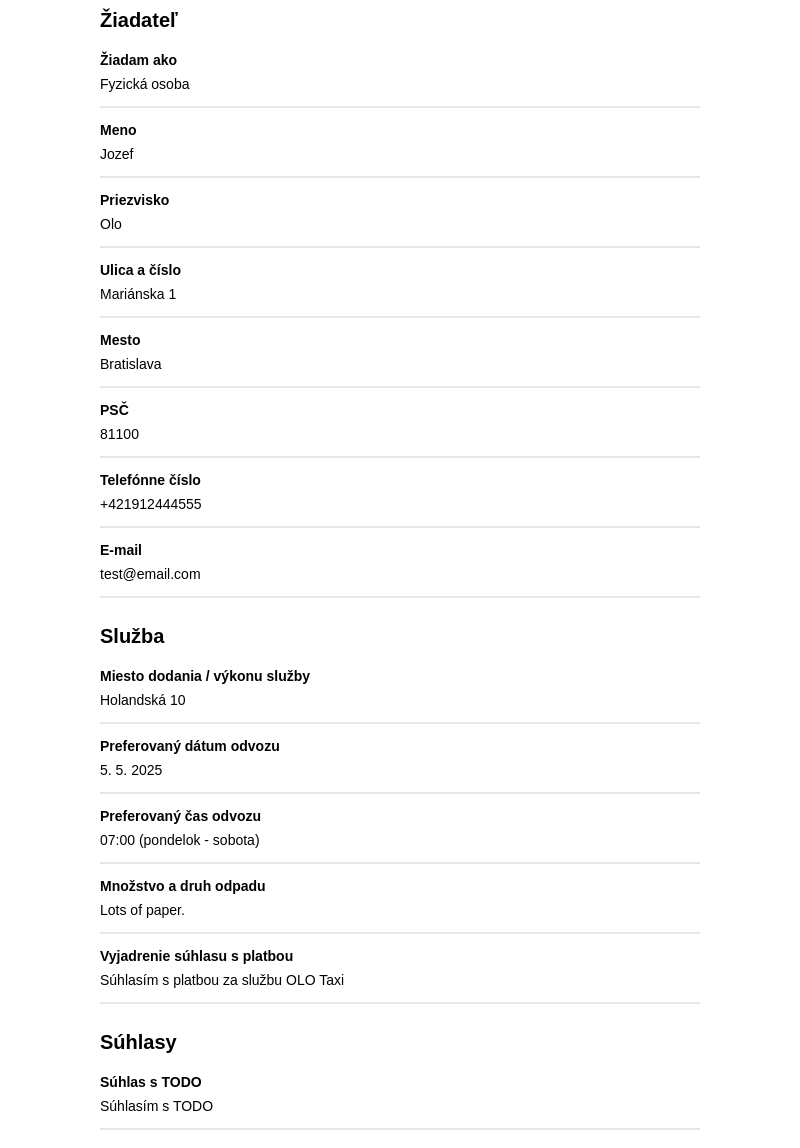 Žiadateľ
Žiadam ako
Fyzická osoba
Meno
Jozef
Priezvisko
Olo
Ulica a číslo
Mariánska 1
Mesto
Bratislava
PSČ
81100
Telefónne číslo
+421912444555
E-mail
test@email.com
Služba
Miesto dodania / výkonu služby
Holandská 10
Preferovaný dátum odvozu
5. 5. 2025
Preferovaný čas odvozu
07:00 (pondelok - sobota)
Množstvo a druh odpadu
Lots of paper.
Vyjadrenie súhlasu s platbou
Súhlasím s platbou za službu OLO Taxi
Súhlasy
Súhlas s TODO
Súhlasím s TODO